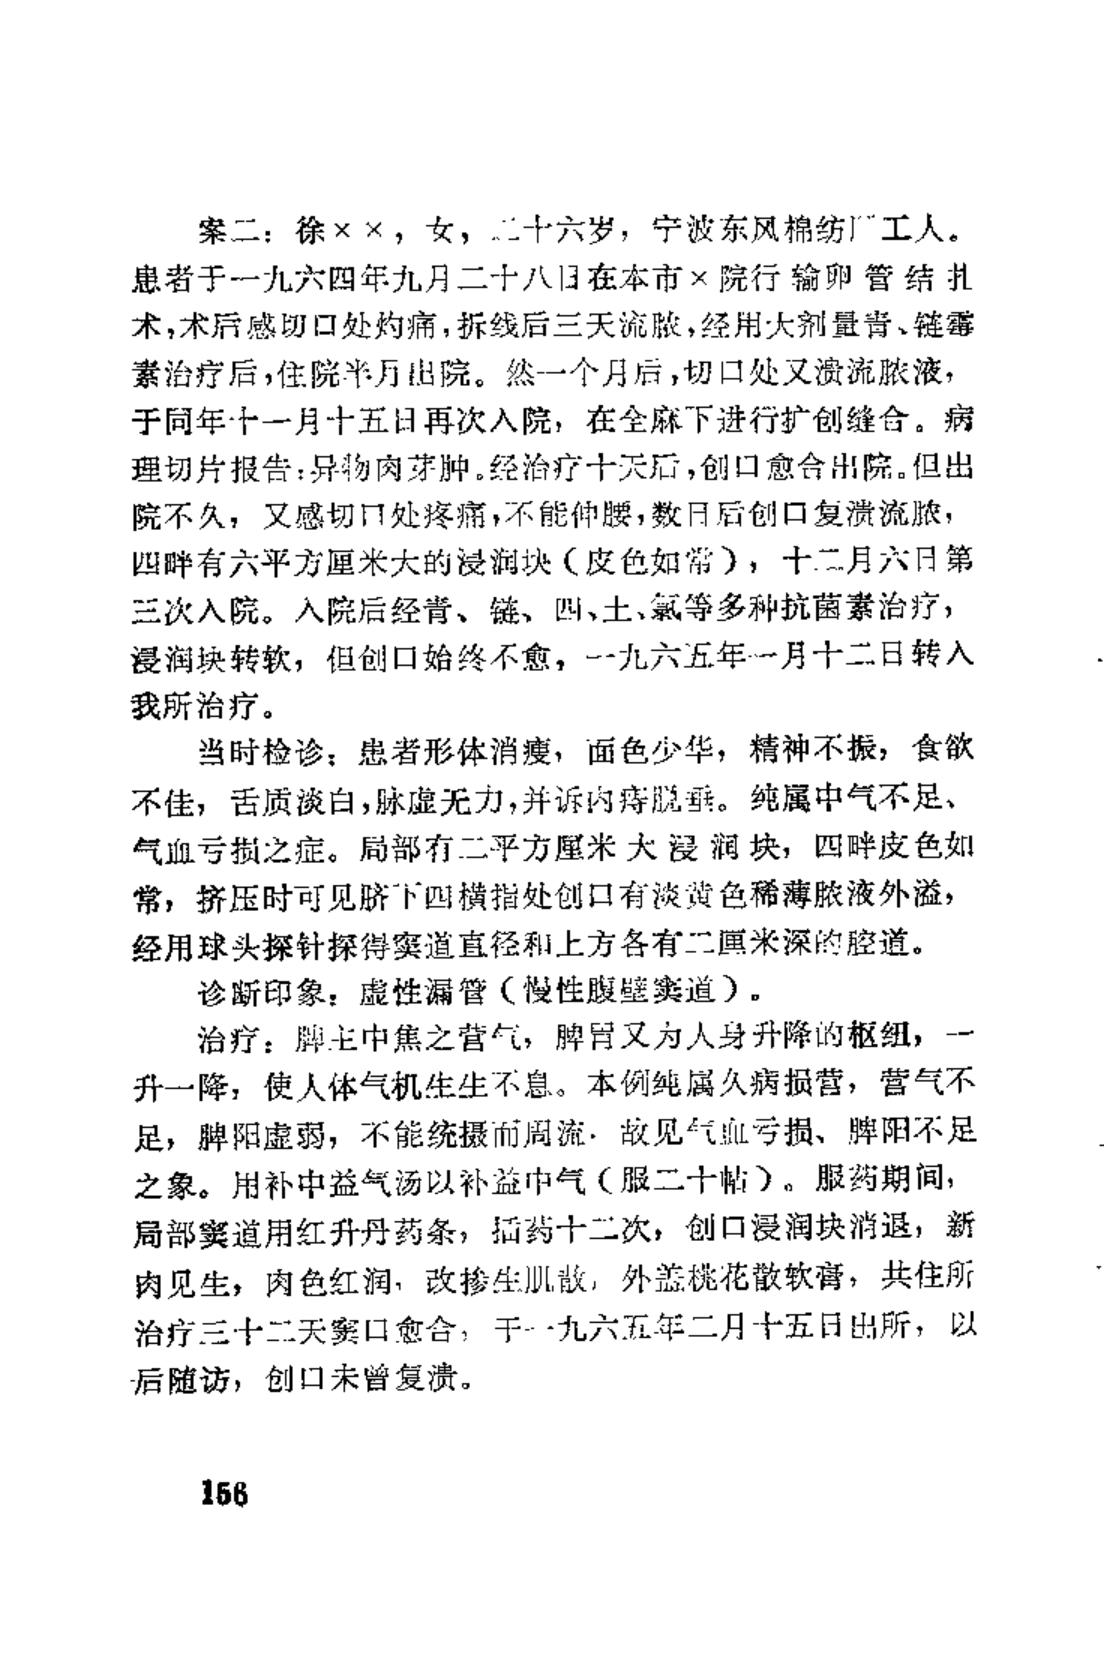 案二：徐××，女，二十六岁，宁波东风棉纺厂工人。
患者于一九六四年九月二十八日在本市×院行输卵管结扎
术，术后感切口处灼痛，拆线后三天流脓，经用大剂量青、链霉
素治疗后，住院半月出院。然一个月后，切口处又溃流脓液，
于同年十一月十五日再次入院，在全麻下进行扩创缝合。病
理切片报告：异物肉芽肿。经治疗十天后，创口愈合出院。但出
院不久，又感切口处疼痛，不能伸腰，数日后创口复溃流脓，
四畔有六平方厘米大的浸润块（皮色如常），十二月六日第
三次入院。入院后经青、链、四、土、氯等多种抗菌素治疗，
浸润块转软，但创口始终不愈，一九六五年一月十二日转入
我所治疗。
当时检诊：患者形体消瘦，面色少华，精神不振，食欲
不佳，舌质淡白，脉虚无力，并诉内痔脱垂。纯属中气不足、
气血亏损之症。局部有二平方厘米大浸润块，四畔皮色如
常，挤压时可见脐下四横指处创口有淡黄色稀薄脓液外溢，
经用球头探针探得窦道直径和上方各有二厘米深的腔道。
诊断印象：虚性漏管（慢性腹壁窦道）。
治疗：脾主中焦之营气，脾胃又为人身升降的枢纽，一
升一降，使人体气机生生不息。本例纯属久病损营，营气不
足，脾阳虚弱，不能统摄而周流．故见气血亏损、脾阳不足
之象。用补中益气汤以补益中气（服二十帖）。服药期间，
局部窦道用红升丹药条，插药十二次，创口浸润块消退，新
肉见生，肉色红润，改掺生肌散，外盖桃花散软膏，共住所
治疗三十二天窦口愈合，于一九六五年二月十五日出所，以
后随访，创口未曾复溃。
156